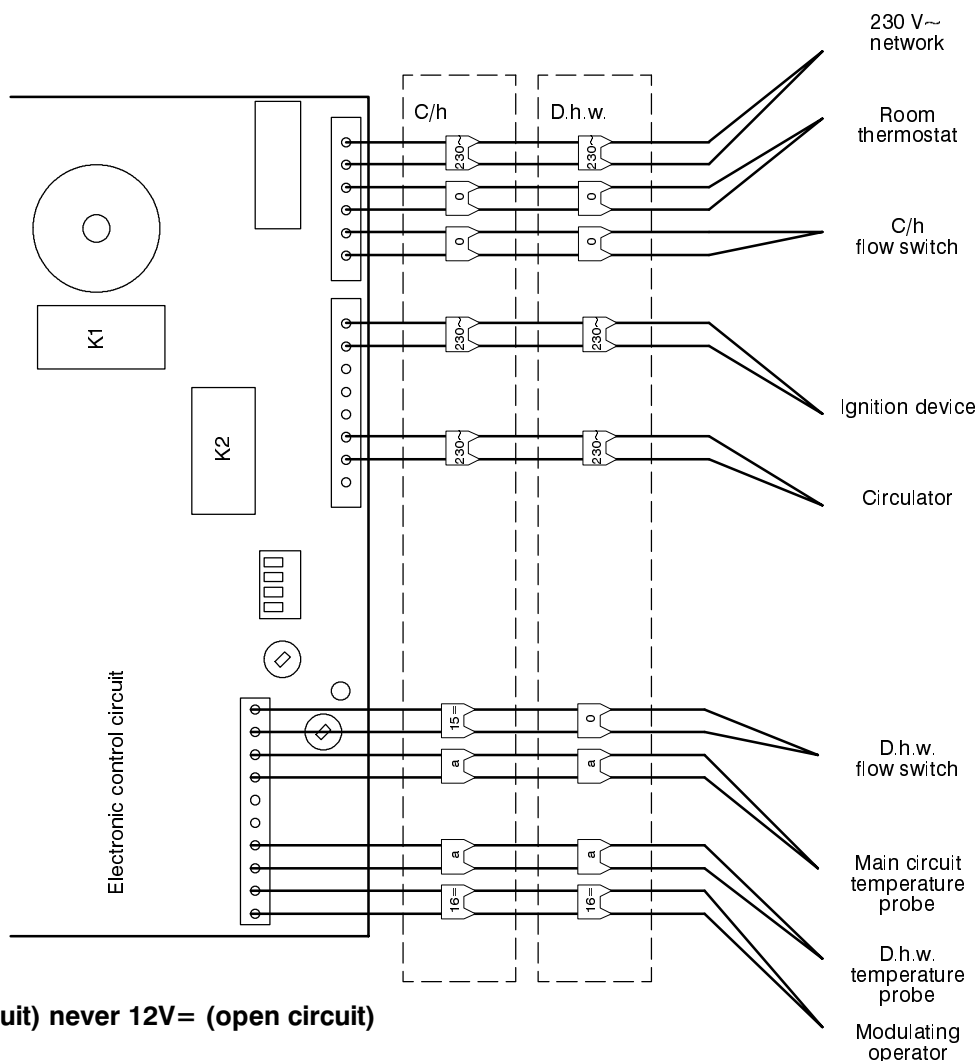 230 V~
network
C/h
D.h.w.
Room
thermostat
230~
230~
0
0
C/h
flow switch
0
0
230~
230~
K1
Ignition device
K2
230~
230~
Circulator
Electronic control circuit
15=
0
D.h.w.
flow switch
a
a
Main circuit
temperature
probe
a
a
16=
16=
D.h.w.
temperature
probe
uit) never 12V= (open circuit)
Modulating
operator